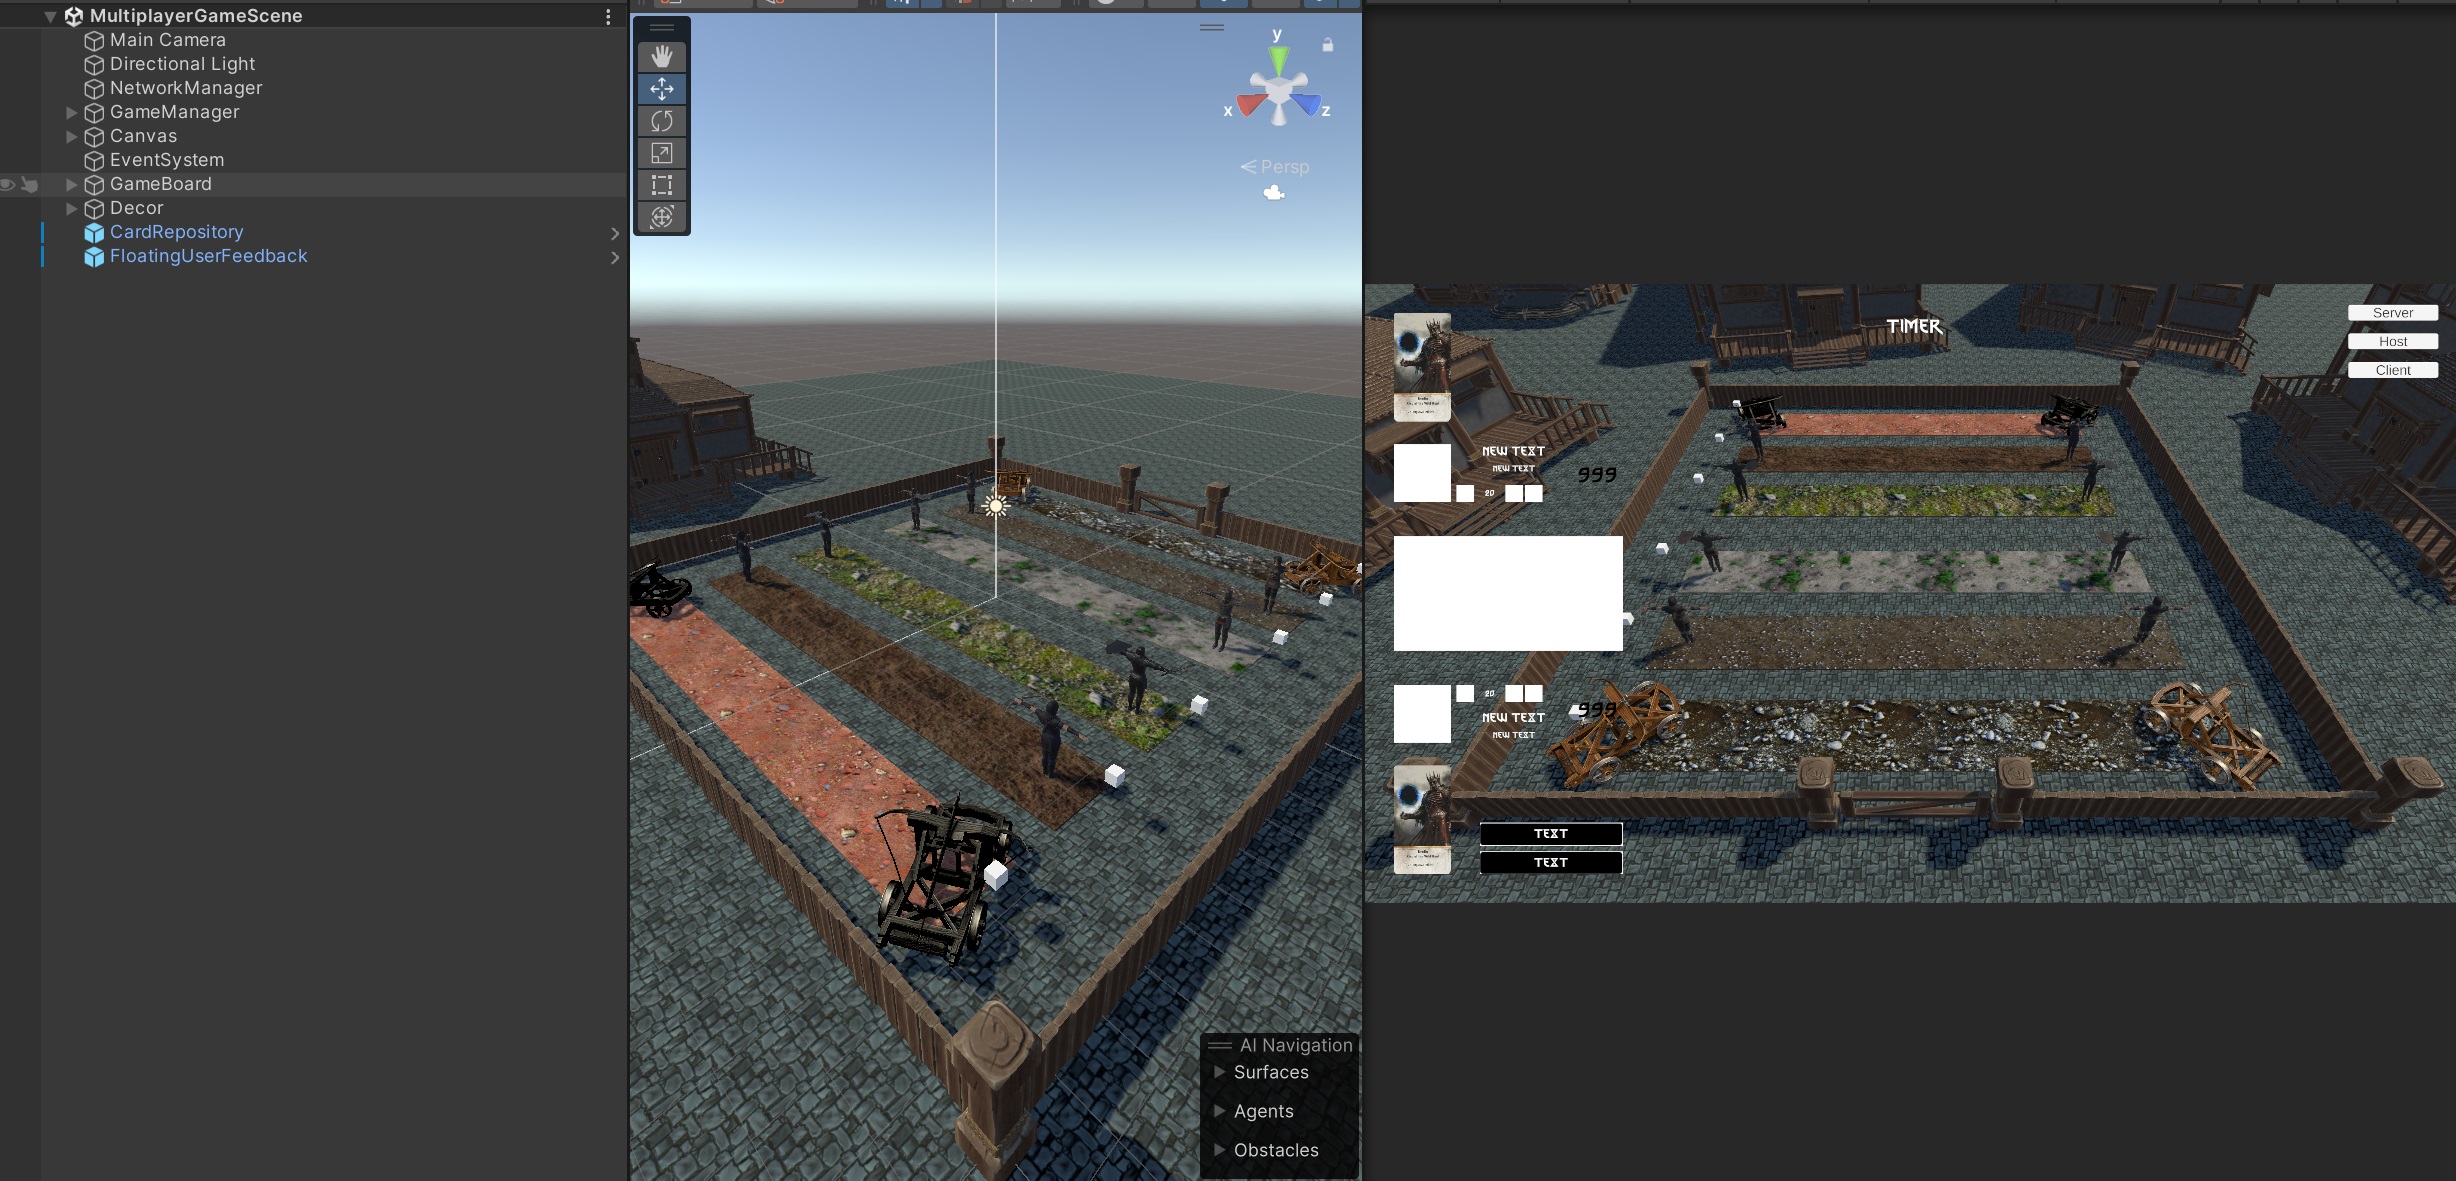 MultiplayerGameScene
Main Camera
Directional Light
NetworkManager
GameManager
Canvas
EventSystem
GameBoard
Decor
CardRepository
FloatingUserFeedback
y
x
z
Persp
AI Navigation
Surfaces
Agents
Obstacles
TIMER
Server
Host
Client
NEW TEXT
NEW TEXT
20
999
20
999
NEW TEXT
NEW TEXT
TEXT
TEXT